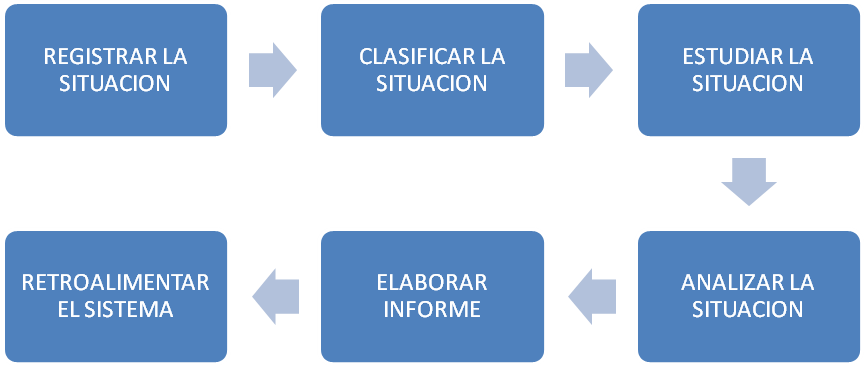 REGISTRAR LA
SITUACION
CLASIFICAR LA
SITUACION
ESTUDIAR LA
SITUACION
ANALIZAR LA
SITUACION
ELABORAR
INFORME
RETROALIMENTAR
EL SISTEMA